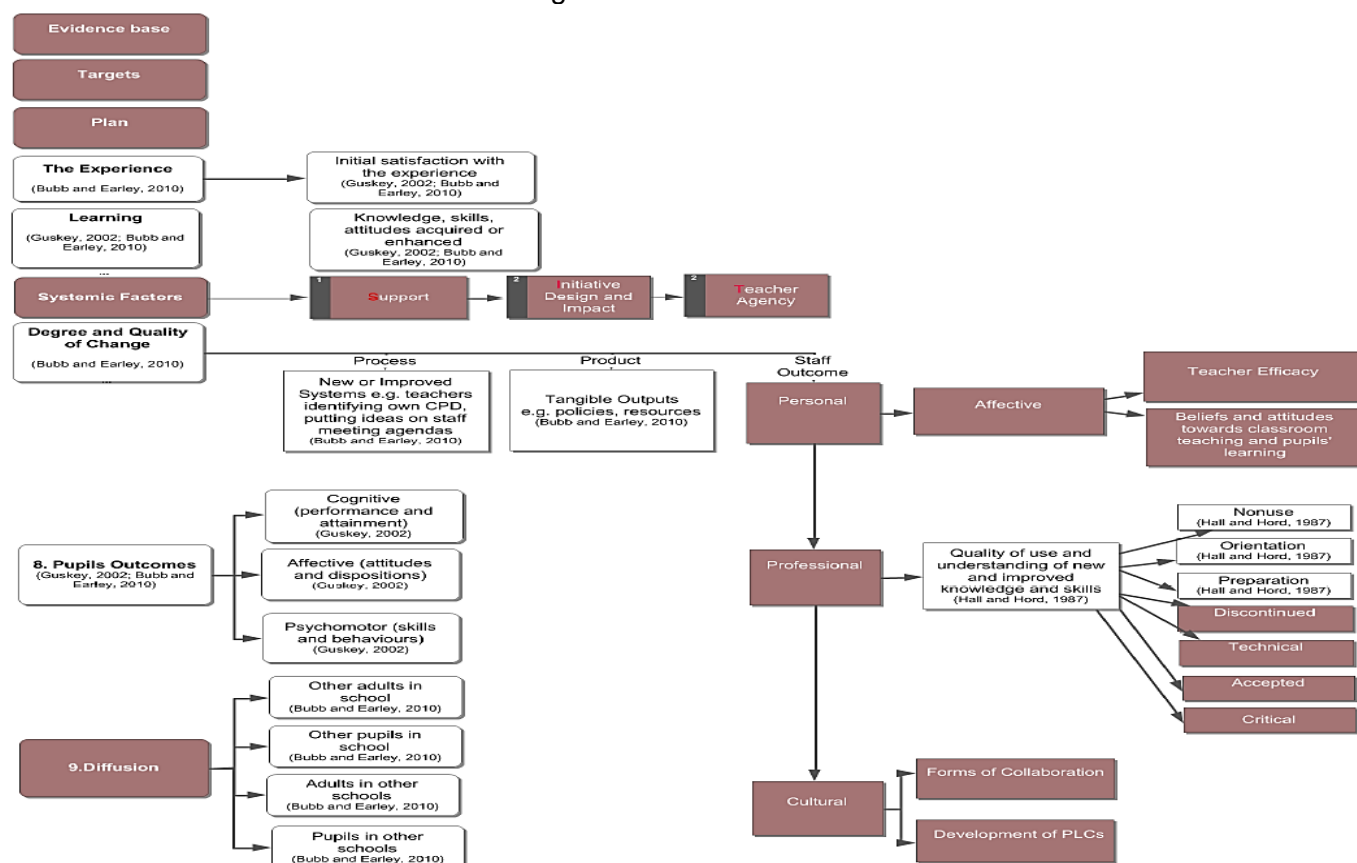 Evidence base
Targets
Plan
The Experience
(Bubb and Earley, 2010)
Initial satisfaction with
the experience
(Guskey, 2002; Bubb and
Earley, 2010)
Learning
(Guskey, 2002; Bubb and
Earley, 2010)
...
Knowledge, skills,
attitudes acquired or
enhanced
(Guskey, 2002; Bubb and
Earley, 2010)
Systemic Factors
1
Support
2
Initiative
Design and
Impact
2
Teacher
Agency
Degree and Quality
of Change
(Bubb and Earley, 2010)
...
Process
New or Improved
Systems e.g. teachers
identifying own CPD,
putting ideas on staff
meeting agendas
(Bubb and Earley, 2010)
Product
Tangible Outputs
e.g. policies, resources
(Bubb and Earley, 2010)
Staff
Outcome
Personal
Affective
Teacher Efficacy
Beliefs and attitudes
towards classroom
teaching and pupils'
learning
Professional
Quality of use and
understanding of new
and improved
knowledge and skills
(Hall and Hord, 1987)
Nonuse
(Hall and Hord, 1987)
Orientation
(Hall and Hord, 1987)
Preparation
(Hall and Hord, 1987)
Discontinued
Technical
Accepted
Critical
Cultural
Forms of Collaboration
Development of PLCs
8. Pupils Outcomes
(Guskey, 2002; Bubb and
Earley, 2010)
Cognitive
(performance and
attainment)
(Guskey, 2002)
Affective (attitudes
and dispositions)
(Guskey, 2002)
Psychomotor (skills
and behaviours)
(Guskey, 2002)
9.Diffusion
Other adults in
school
(Bubb and Earley, 2010)
Other pupils in
school
(Bubb and Earley, 2010)
Adults in other
schools
(Bubb and Earley, 2010)
Pupils in other
schools
(Bubb and Earley, 2010)